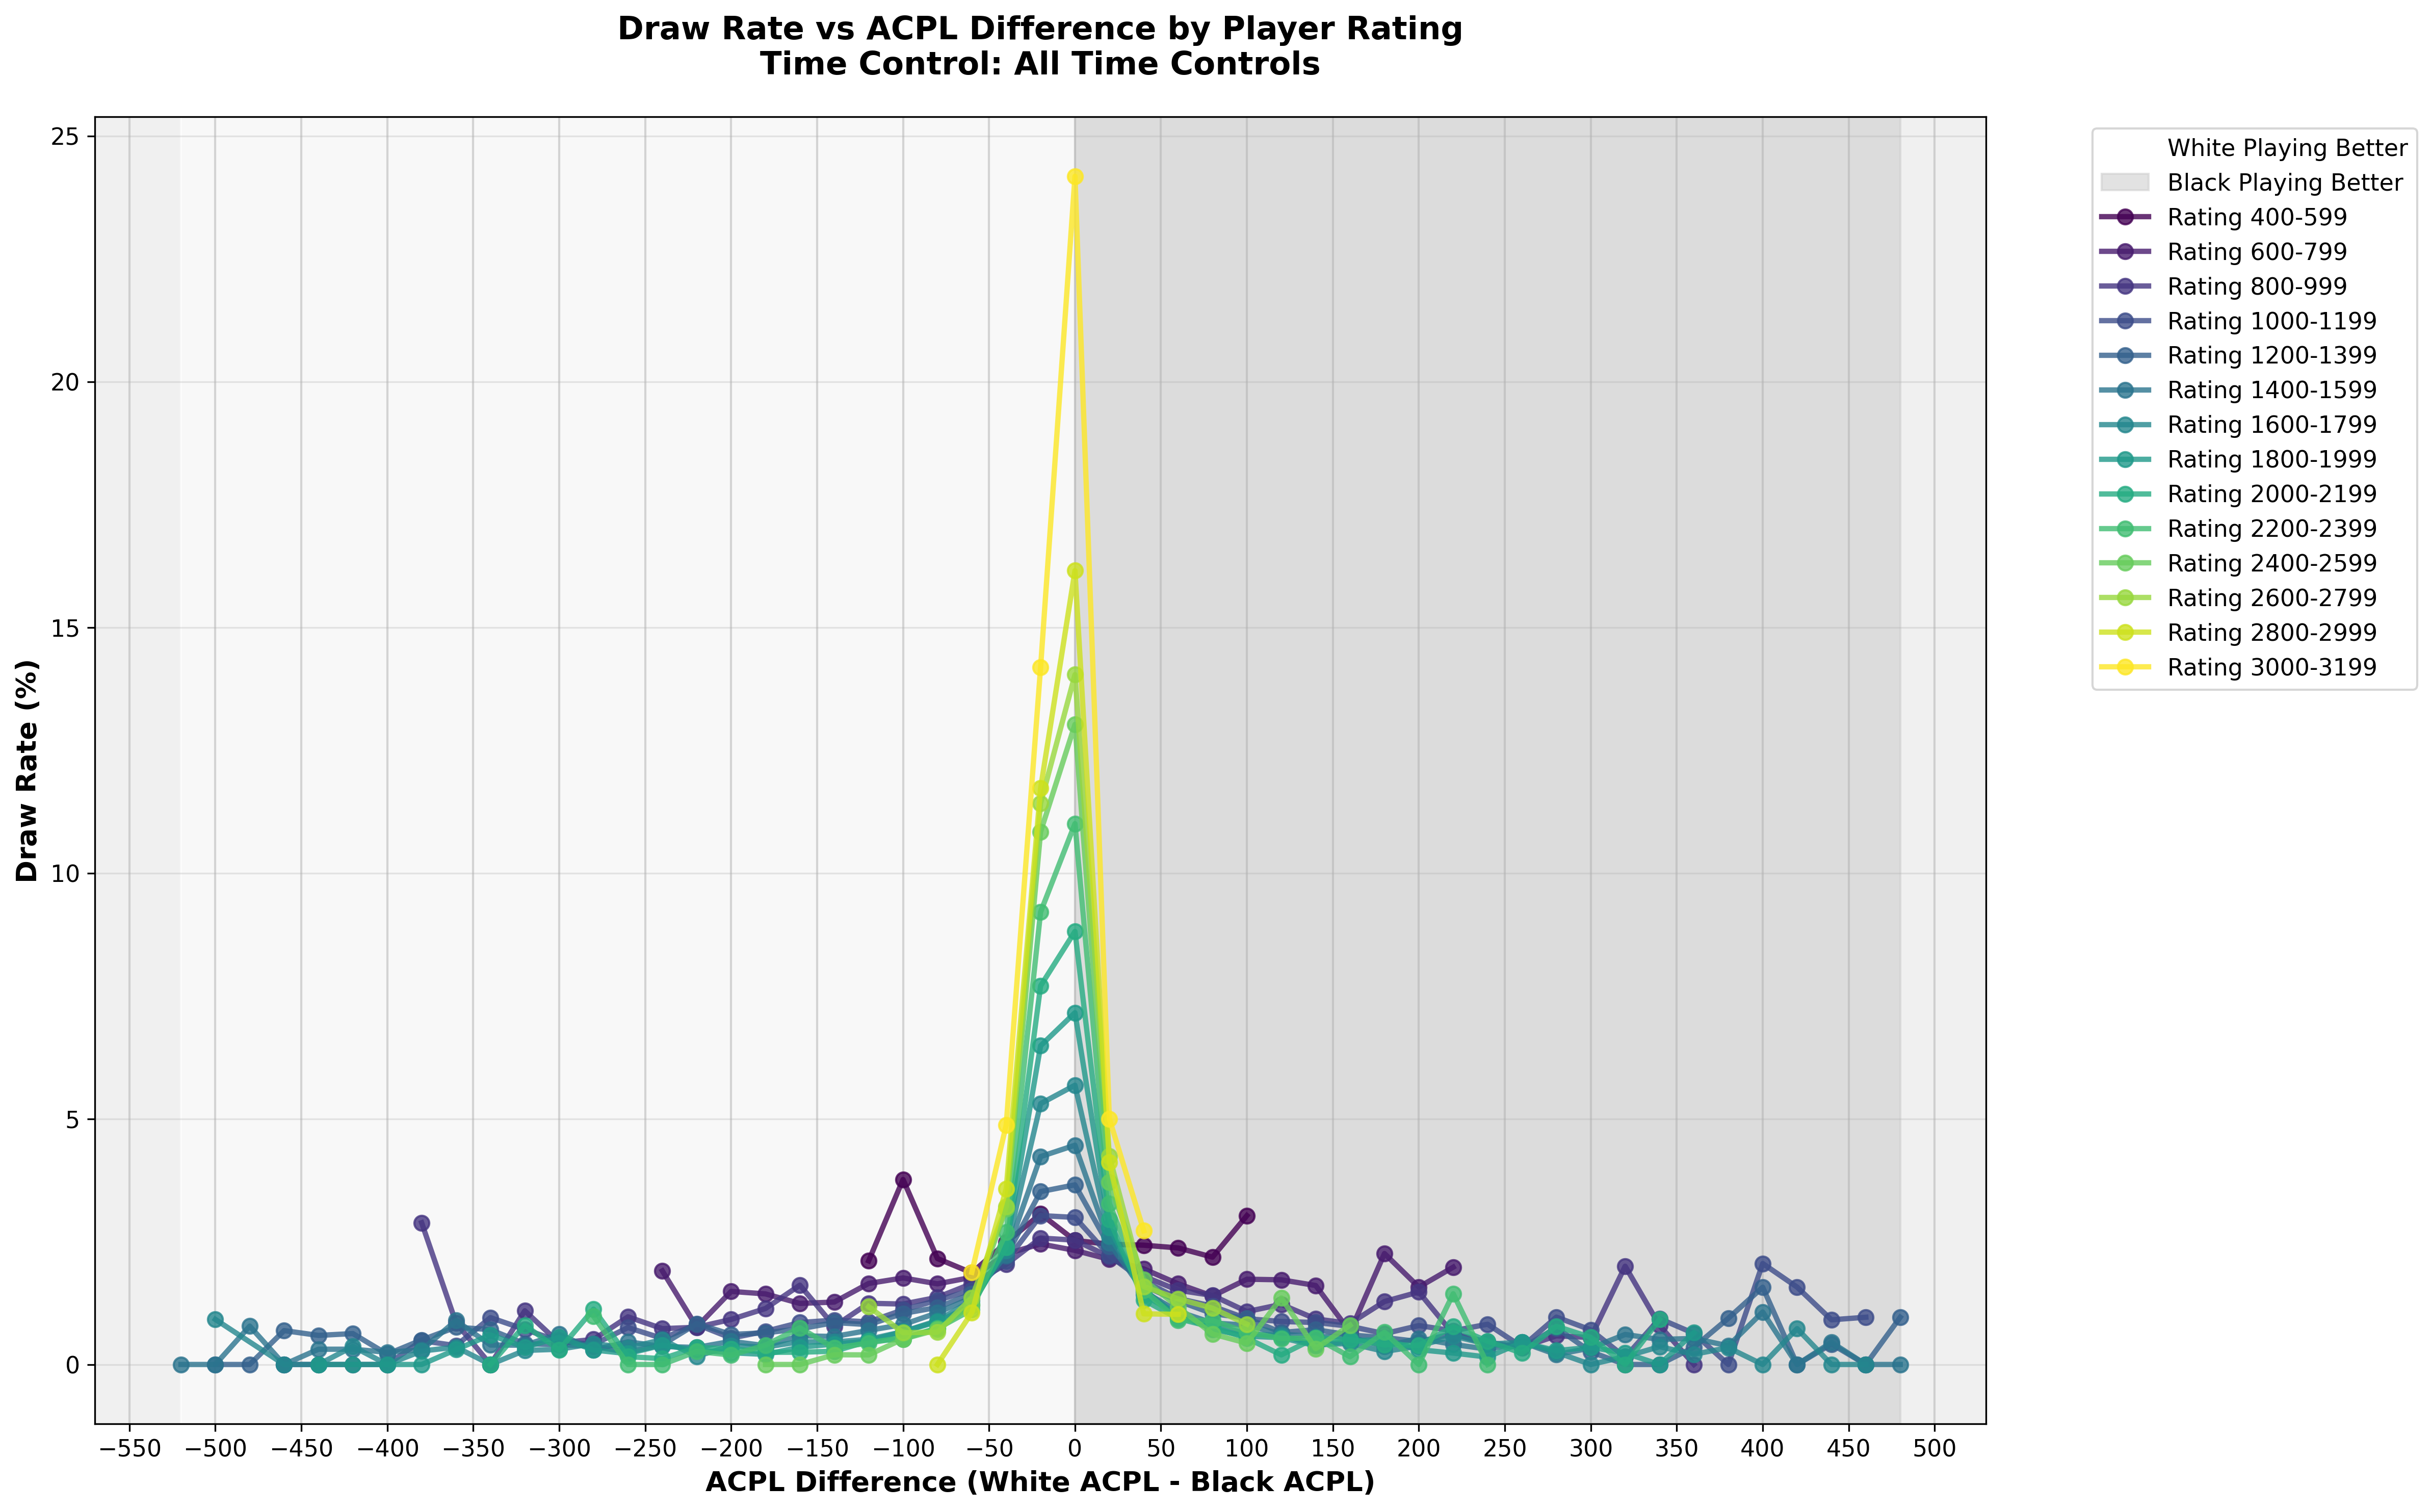 Draw Rate vs ACPL Difference by Player Rating
Time Control: All Time Controls
25
20
15
10
5
0
Draw Rate (%)
−550 −500 −450 −400 −350 −300 −250 −200 −150 −100 −50 0 50 100 150 200 250 300 350 400 450 500
ACPL Difference (White ACPL - Black ACPL)
White Playing Better
Black Playing Better
Rating 400-599
Rating 600-799
Rating 800-999
Rating 1000-1199
Rating 1200-1399
Rating 1400-1599
Rating 1600-1799
Rating 1800-1999
Rating 2000-2199
Rating 2200-2399
Rating 2400-2599
Rating 2600-2799
Rating 2800-2999
Rating 3000-3199